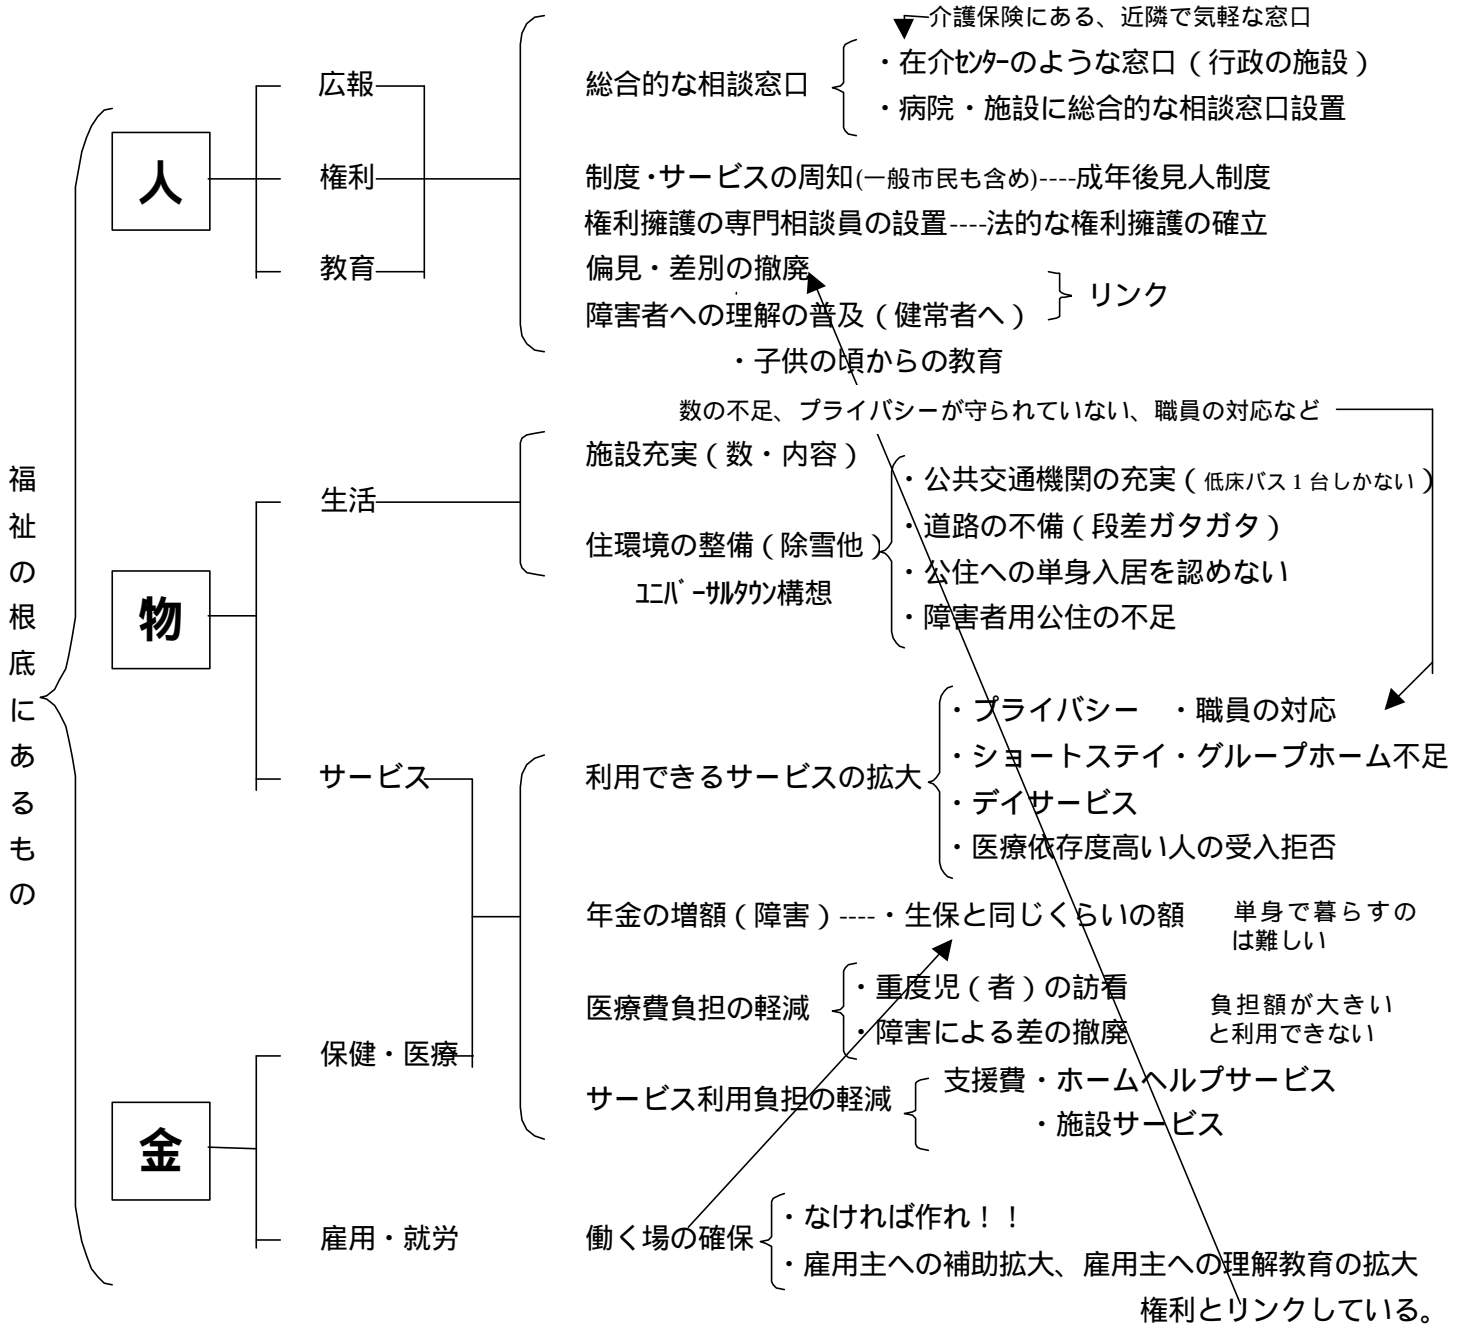 福祉の根底にあるもの
人
広報
権利
教育
介護保険にある、近隣で気軽な窓口
総合的な相談窓口
・在介ｾﾝﾀｰのような窓口（行政の施設）
・病院・施設に総合的な相談窓口設置
制度・サービスの周知(一般市民も含め)----成年後見人制度
権利擁護の専門相談員の設置----法的な権利擁護の確立
偏見・差別の撤廃
障害者への理解の普及（健常者へ）
リンク
・子供の頃からの教育
数の不足、プライバシーが守られていない、職員の対応など
物
生活
施設充実（数・内容）
住環境の整備（除雪他）
ﾕﾆﾊﾞｰｻﾙﾀｳﾝ構想
・公共交通機関の充実（低床バス1台しかない）
・道路の不備（段差ガタガタ）
・公住への単身入居を認めない
・障害者用公住の不足
サービス
利用できるサービスの拡大
・プライバシー　・職員の対応
・ショートステイ・グループホーム不足
・デイサービス
・医療依存度高い人の受入拒否
年金の増額（障害）----・生保と同じくらいの額
単身で暮らすの
は難しい
金
保健・医療
医療費負担の軽減
・重度児（者）の訪看
・障害による差の撤廃
負担額が大きい
と利用できない
サービス利用負担の軽減
支援費・ホームヘルプサービス
・施設サービス
雇用・就労
働く場の確保
・なければ作れ！！
・雇用主への補助拡大、雇用主への理解教育の拡大
権利とリンクしている。